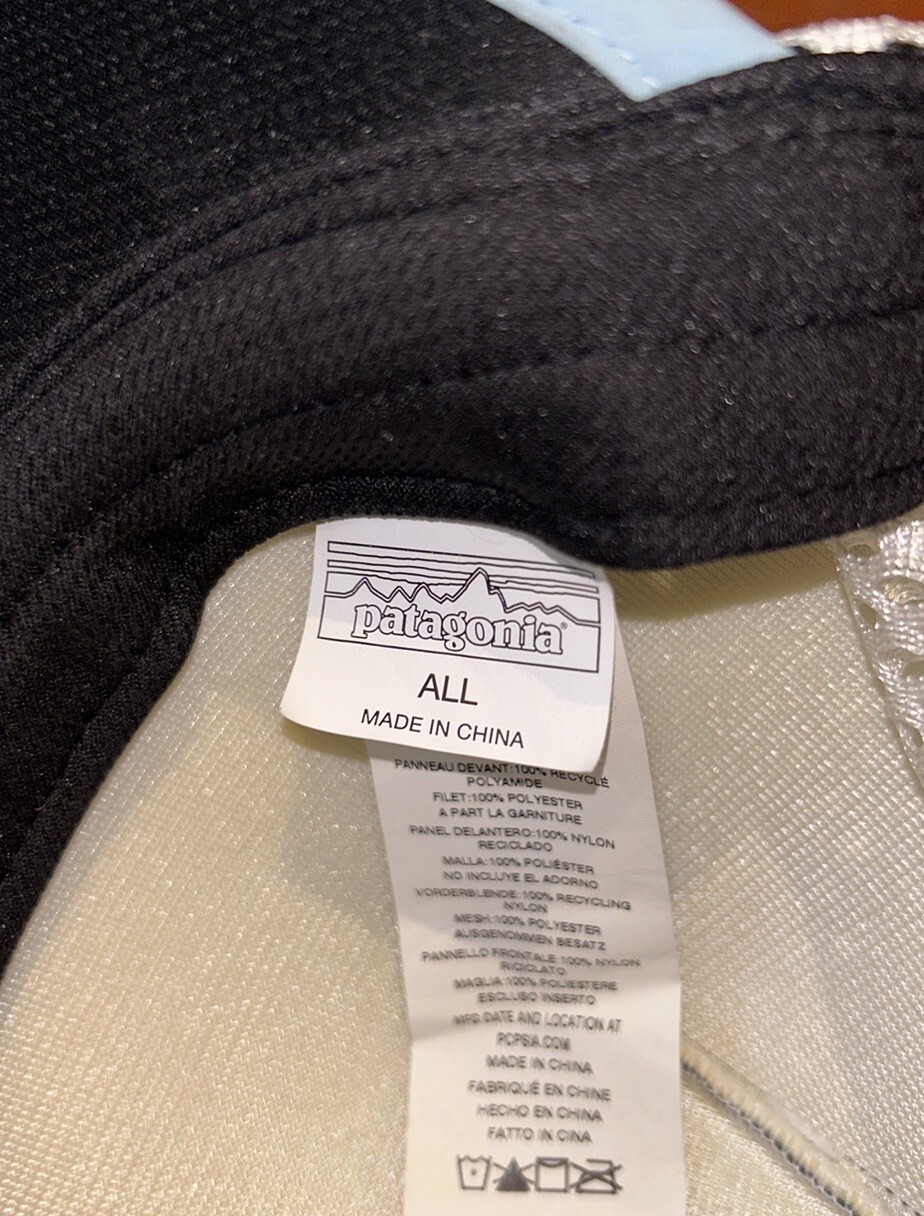 patagonia®
ALL
MADE IN CHINA
PANNEAU DEVANT:100% RECYCLÉ
POLYAMIDE
FILET:100% POLYESTER
A PART LA GARNITURE
PANEL DELANTERO:100% NYLON
RECICLADO
MALLA:100% POLIÉSTER
NO INCLUYE EL ADORNO
VORDERBLENDE:100% RECYCLING
NYLON
MESH:100% POLYESTER
AUSGENOMMEN BESATZ
PANNELLO FRONTALE:100% NYLON
RICICLATO
MAGLIA:100% POLIESTERE
ESCLUSO INSERTO
MFG DATE AND LOCATION AT
PCPSIA.COM
MADE IN CHINA
FABRIQUÉ EN CHINE
HECHO EN CHINA
FATTO IN CINA